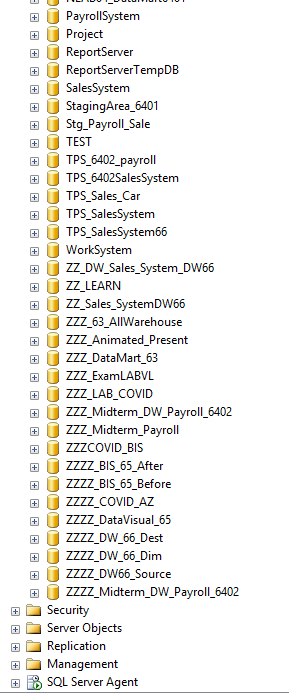 PayrollSystem
Project
ReportServer
ReportServerTempDB
SalesSystem
StagingArea_6401
Stg_Payroll_Sale
TEST
TPS_6402_payroll
TPS_6402SalesSystem
TPS_Sales_Car
TPS_SalesSystem
TPS_SalesSystem66
WorkSystem
ZZ_DW_Sales_System_DW66
ZZ_LEARN
ZZ_Sales_SystemDW66
ZZZ_63_AllWarehouse
ZZZ_Animated_Present
ZZZ_DataMart_63
ZZZ_ExamLABVL
ZZZ_LAB_COVID
ZZZ_Midterm_DW_Payroll_6402
ZZZ_Midterm_Payroll
ZZZCOVID_BIS
ZZZZ_BIS_65_After
ZZZZ_BIS_65_Before
ZZZZ_COVID_AZ
ZZZZ_DataVisual_65
ZZZZ_DW_66_Dest
ZZZZ_DW_66_Dim
ZZZZ_DW66_Source
ZZZZ_Midterm_DW_Payroll_6402
Security
Server Objects
Replication
Management
SQL Server Agent